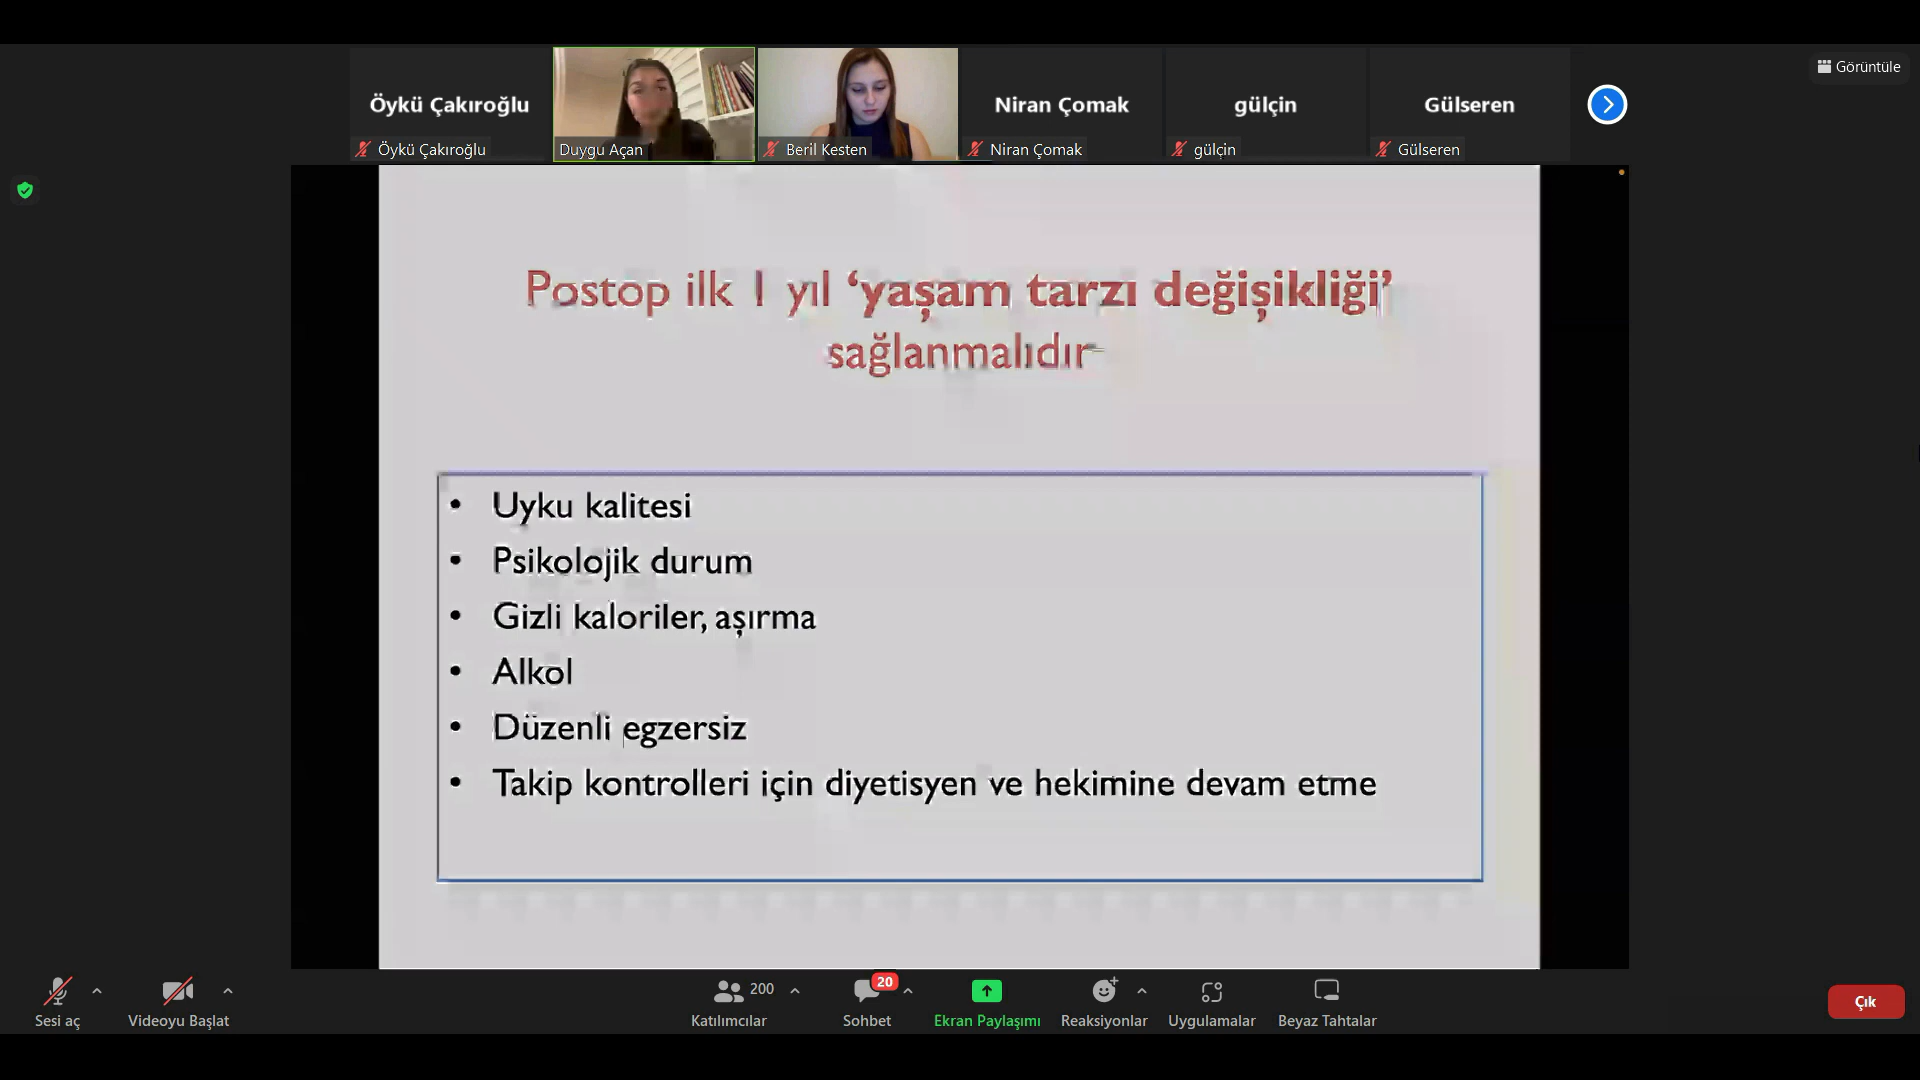 Öykü Çakıroğlu
Niran Çomak
gülçin
Gülseren
Görüntüle
Öykü Çakıroğlu
Duygu Açan
Beril Kesten
Niran Çomak
gülçin
Gülseren
Postop ilk 1 yıl ‘yaşam tarzı değişikliği’
sağlanmalıdır
• Uyku kalitesi
• Psikolojik durum
• Gizli kaloriler, aşırma
• Alkol
• Düzenli egzersiz
• Takip kontrolleri için diyetisyen ve hekimine devam etme
200
20
Sesi aç
Videoyu Başlat
Katılımcılar
Sohbet
Ekran Paylaşımı
Reaksiyonlar
Uygulamalar
Beyaz Tahtalar
Çık